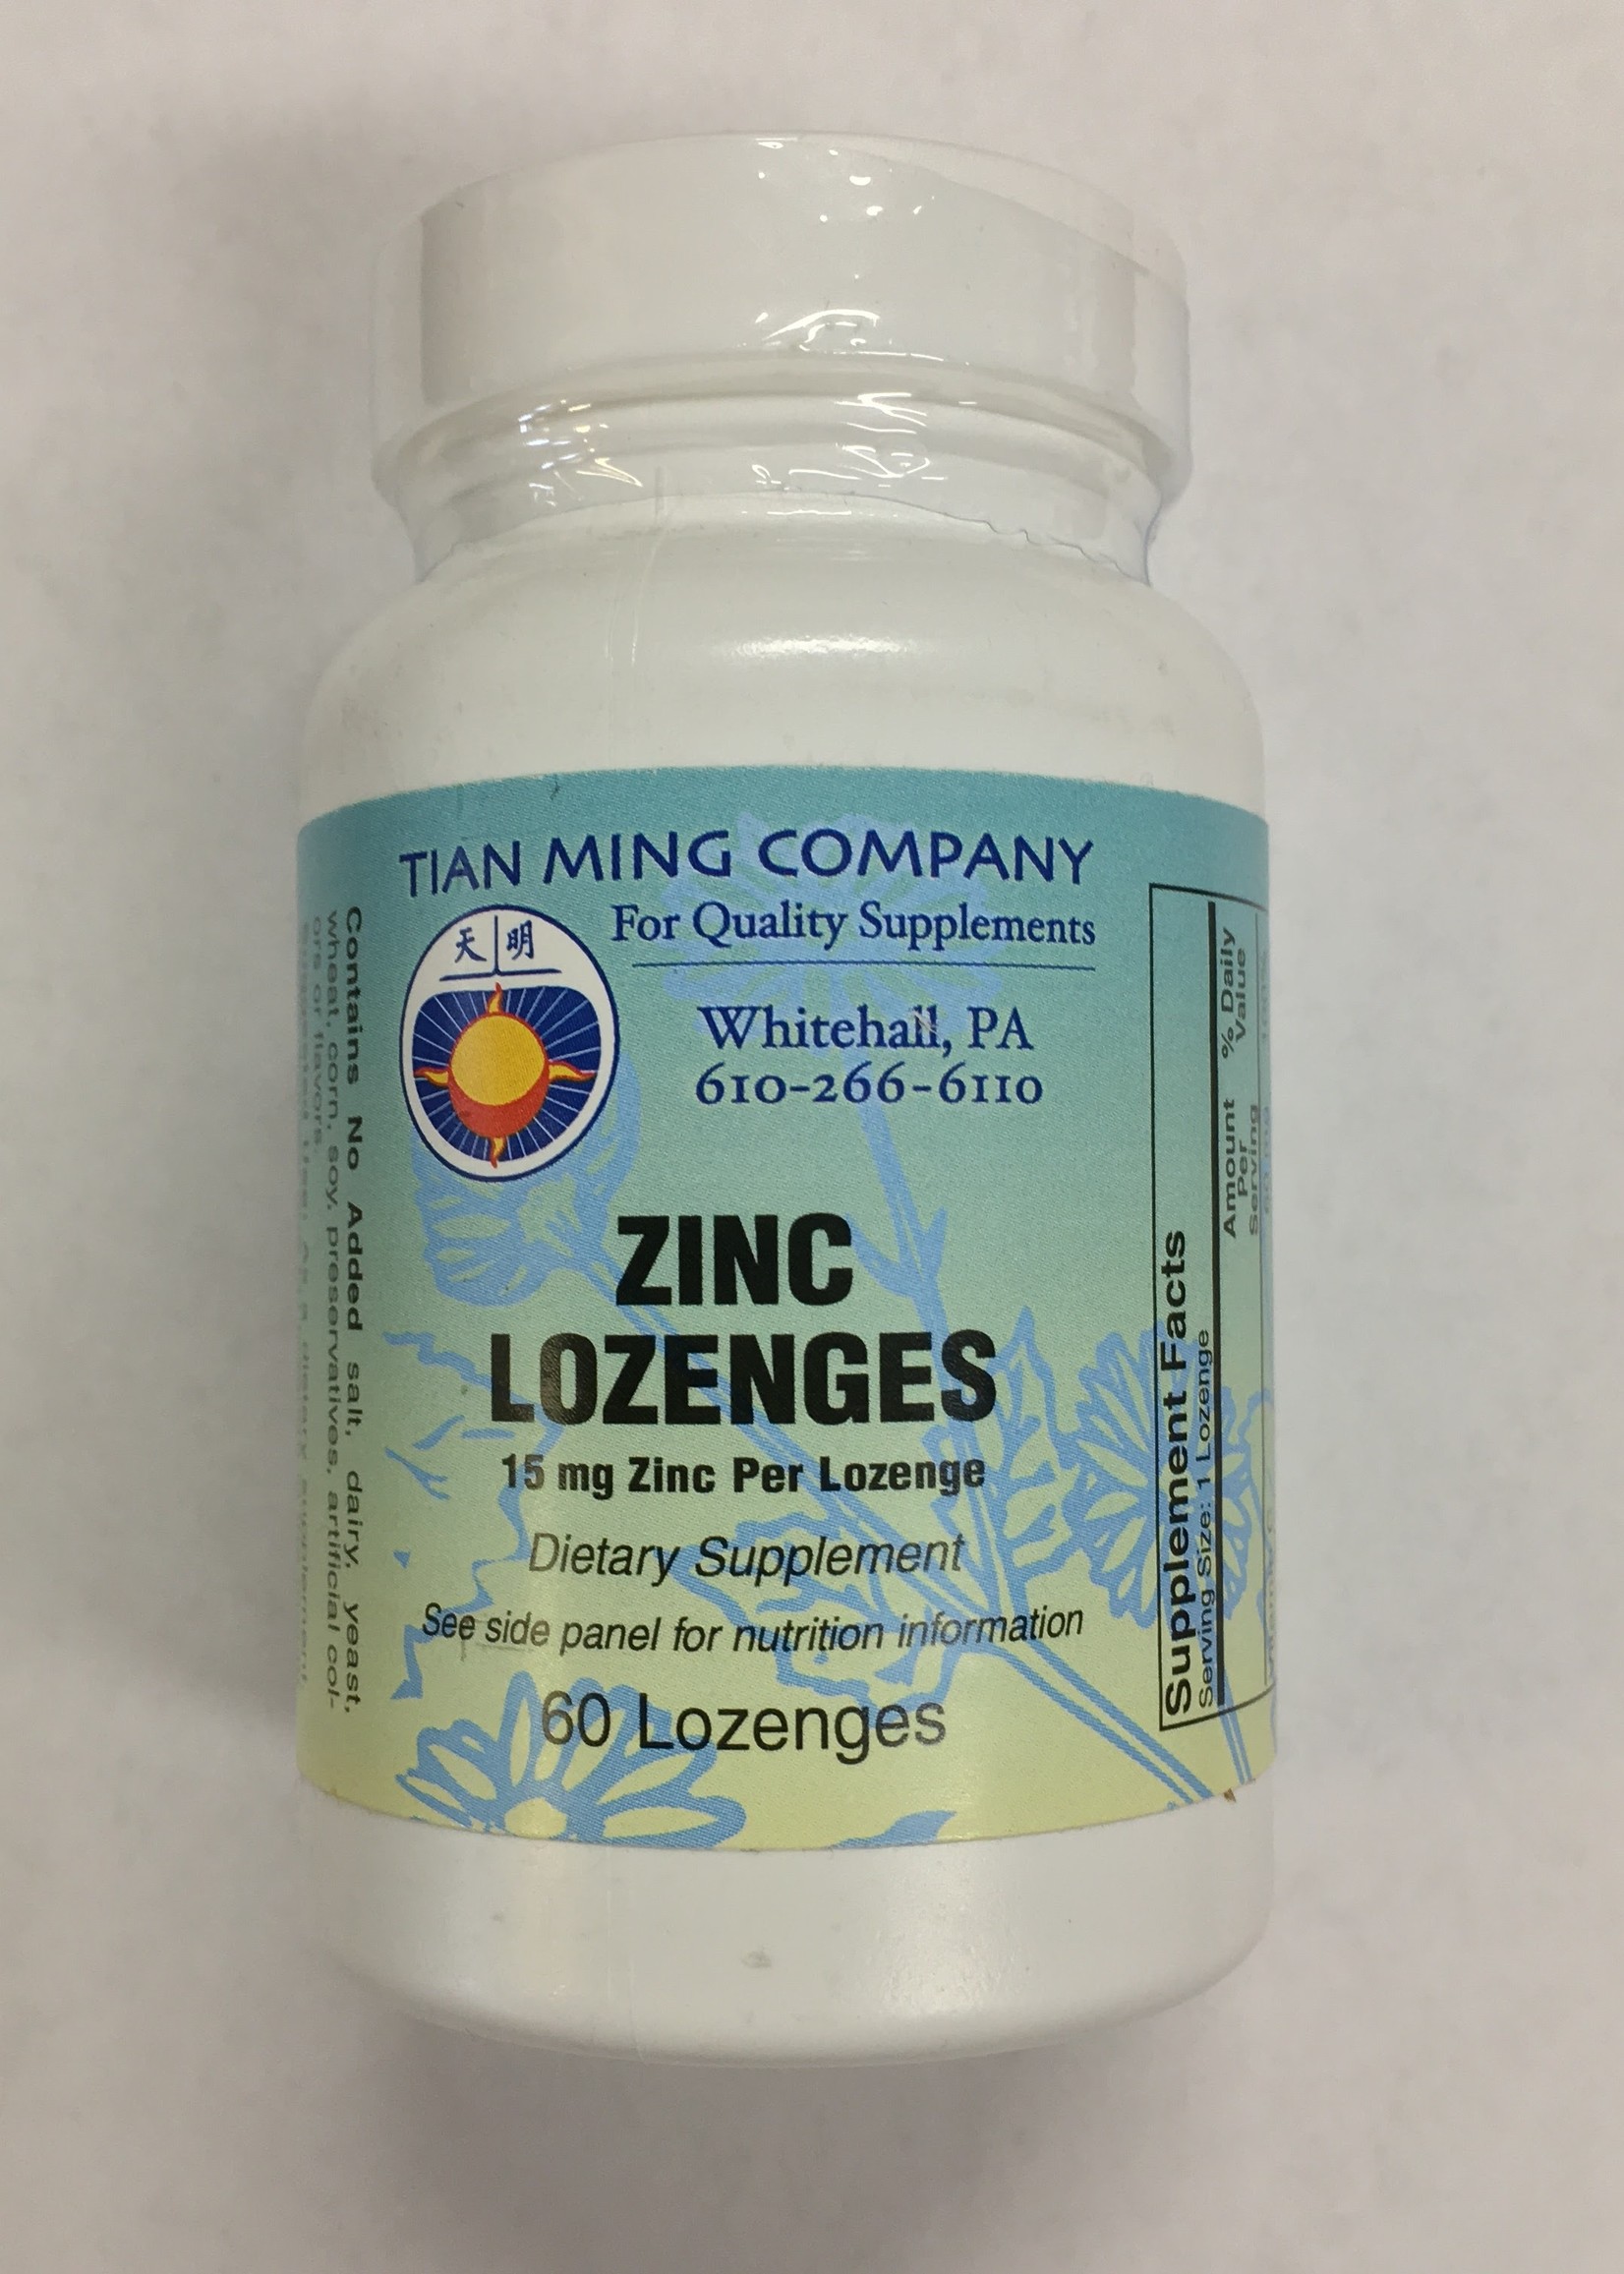 TIAN MING COMPANY
For Quality Supplements
天 明
Whitehall, PA
610-266-6110
ZINC
LOZENGES
15 mg Zinc Per Lozenge
Dietary Supplement
See side panel for nutrition information
60 Lozenges
Contains No Added salt, dairy, yeast,
wheat, corn, soy, preservatives, artificial col-
ors or flavors.
Supplement Facts
Serving Size: 1 Lozenge
Amount
Per
Serving
% Daily
Value